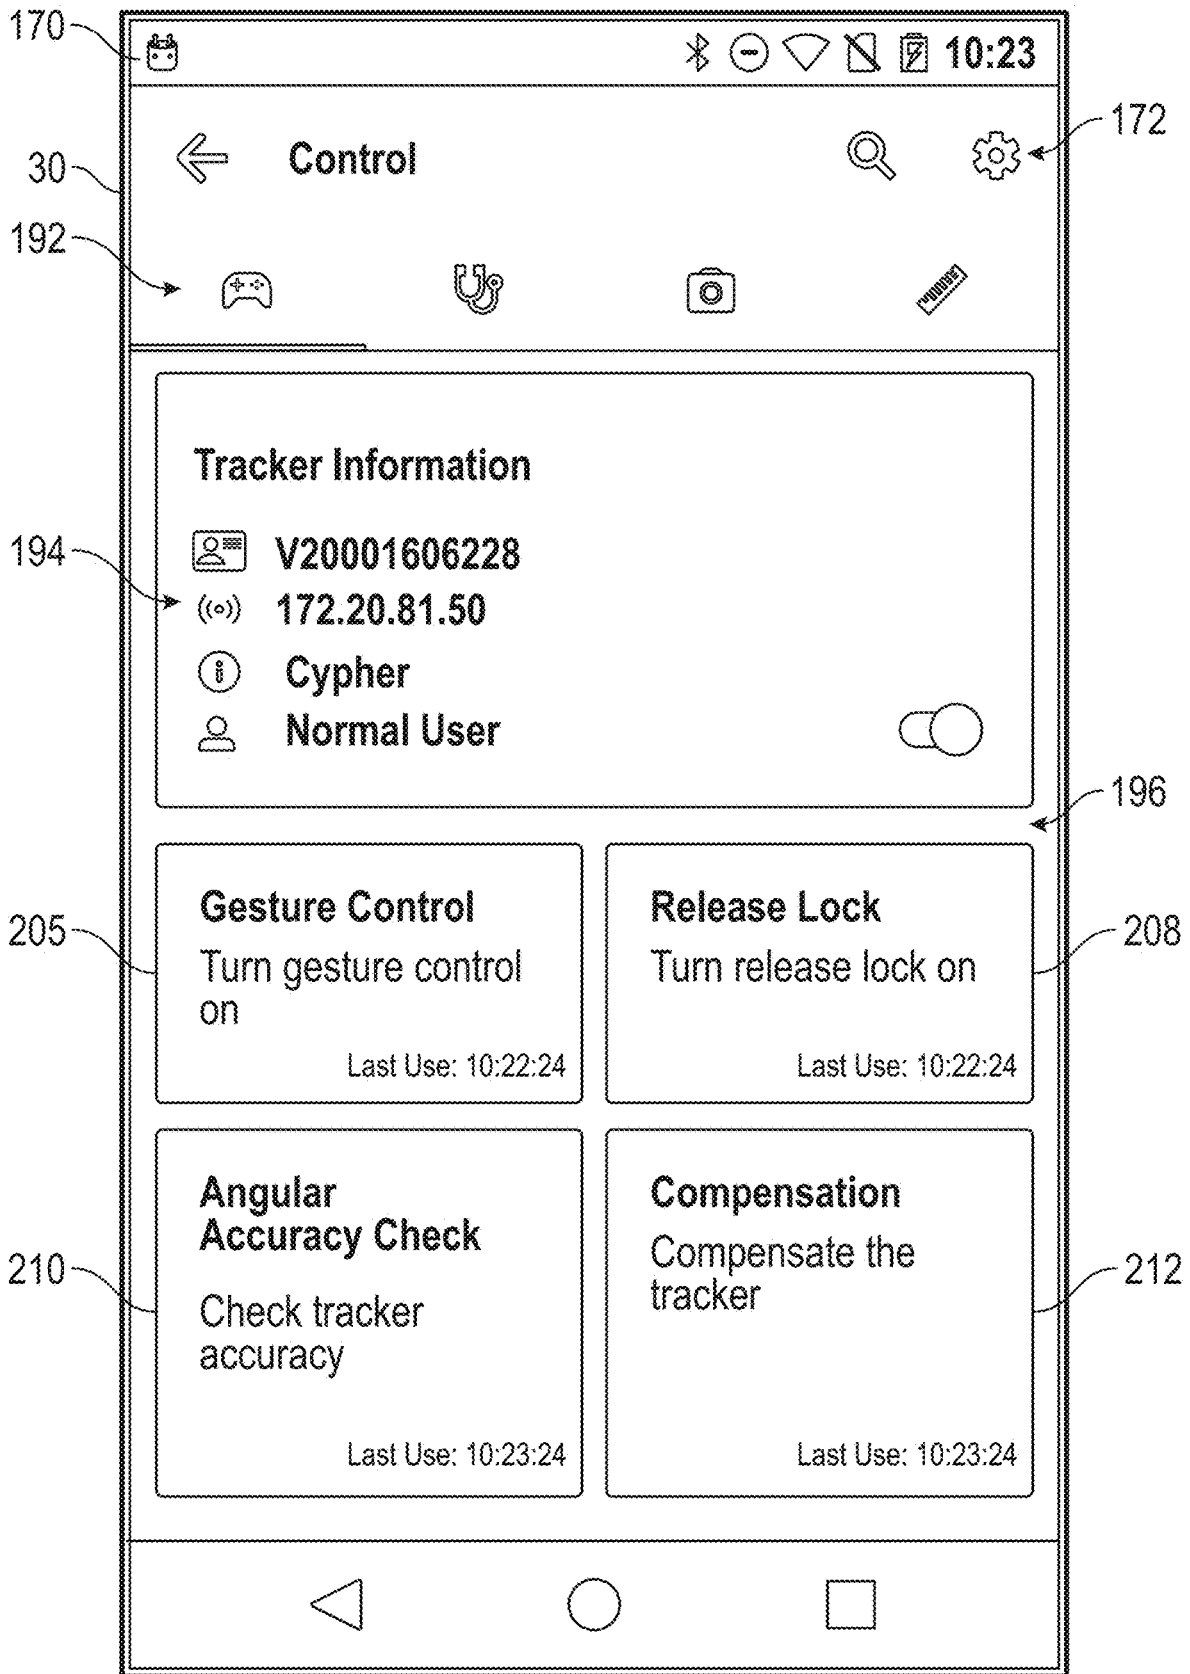 170
10:23
172
Control
30
192
Tracker Information
194
V20001606228
172.20.81.50
Cypher
Normal User
196
Gesture Control
Turn gesture control
on
Last Use: 10:22:24
205
Release Lock
Turn release lock on
Last Use: 10:22:24
208
Angular
Accuracy Check
Check tracker
accuracy
Last Use: 10:23:24
210
Compensation
Compensate the
tracker
Last Use: 10:23:24
212